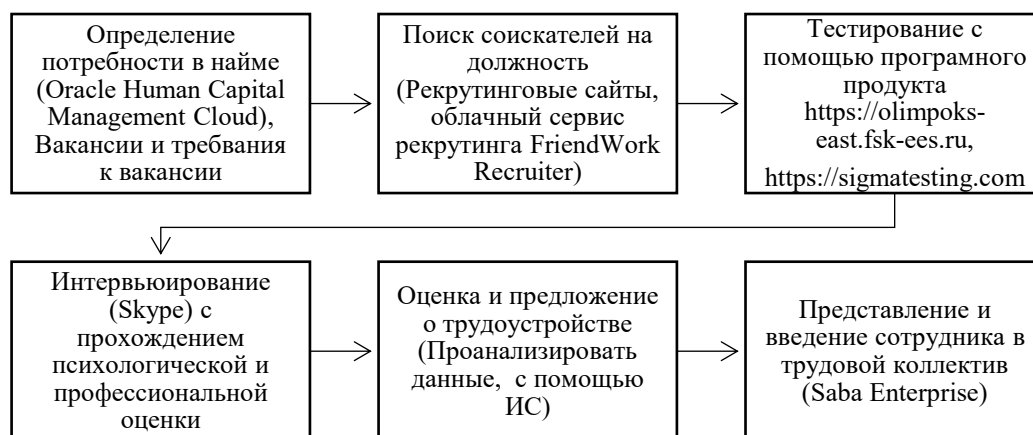 Определение
потребности в найме
(Oracle Human Capital
Management Cloud),
Вакансии и требвания
к вакансии
Поиск соискателей на
должность
(Рекрутинговые сайты,
облачный сервис
рекрутинга FriendWork
Recruiter)
Тестирование с
помощью програмного
продукта
https://olimpoks-
east.fsk-ees.ru,
https://sigmatesting.com
Интервьюирование
(Skype) с
прохождением
психологической и
профессиональной
оценки
Оценка и предложение
о трудоустройстве
(Проанализировать
данные, с помощью
ИС)
Представление и
введение сотрудника в
трудовой коллектив
(Saba Enterprise)